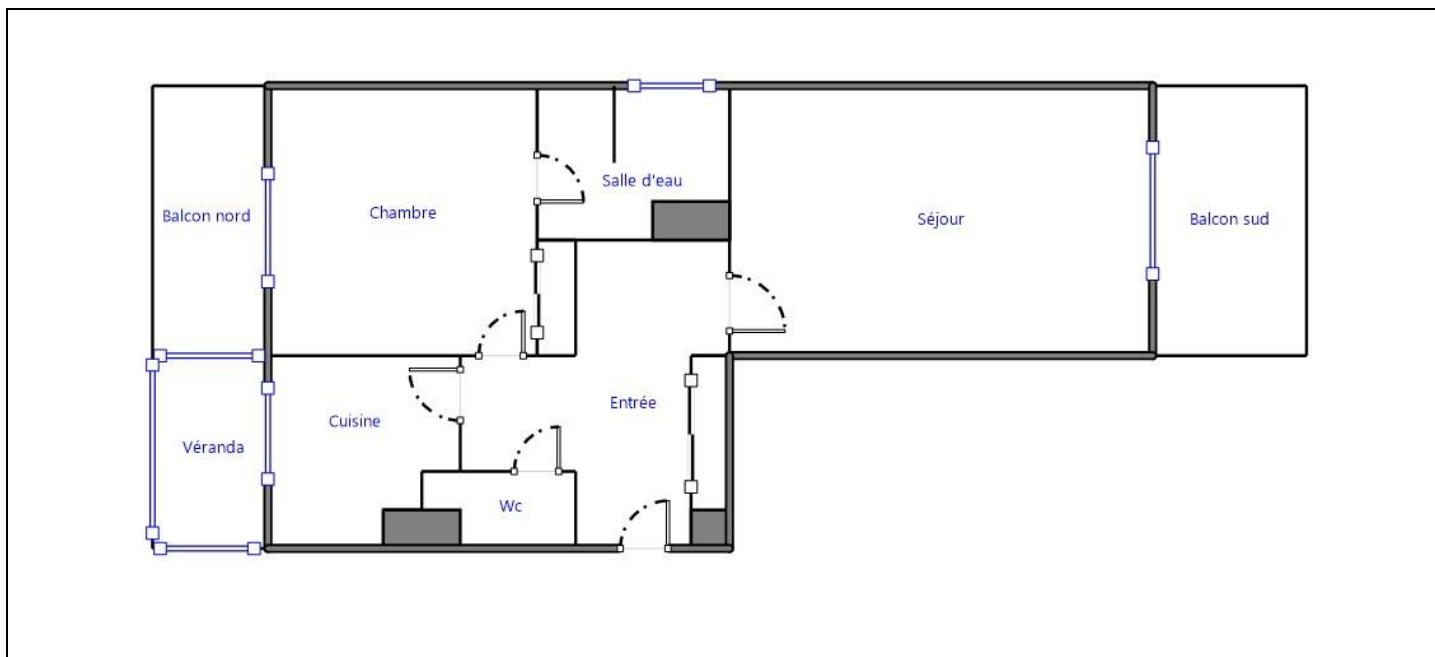 Salle d'eau
Balcon nord
Chambre
Séjour
Balcon sud
Entrée
Cuisine
Véranda
Wc